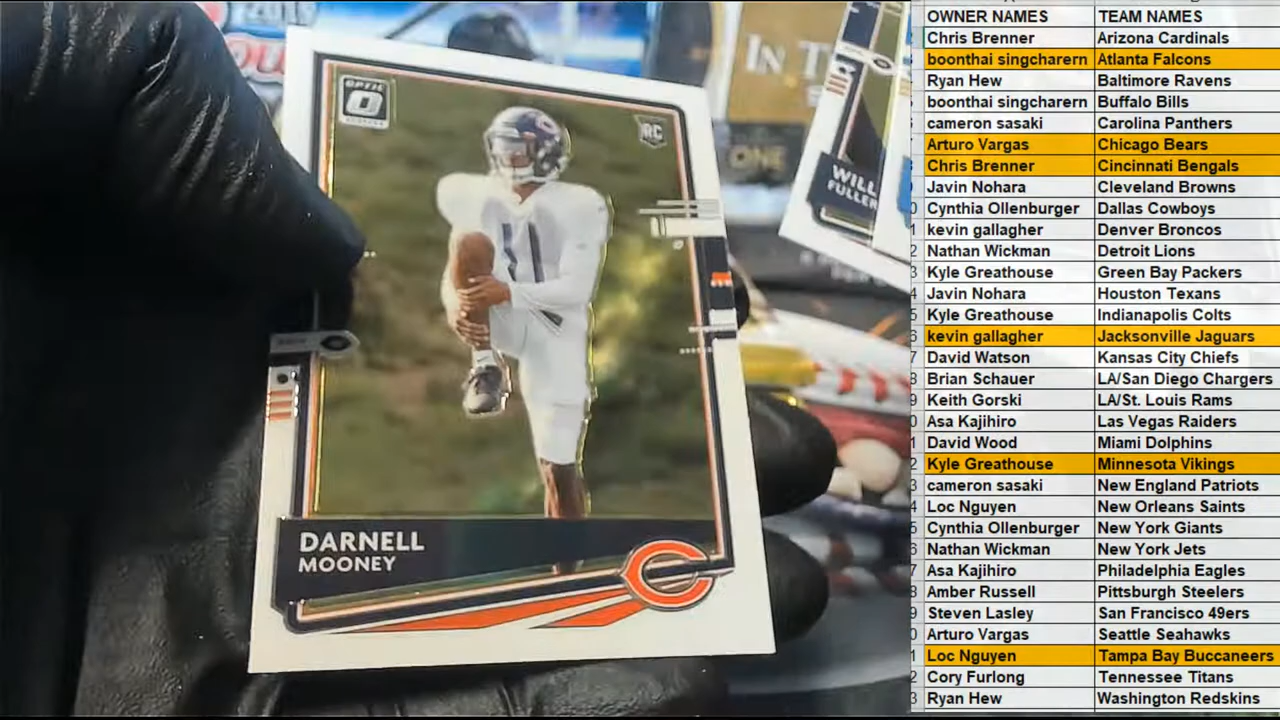 OPTIC
RC
DARNELL
MOONEY
WILL
FULLER
IN
ONE
OWNER NAMES TEAM NAMES
Chris Brenner Arizona Cardinals
boonthai singcharern Atlanta Falcons
Ryan Hew Baltimore Ravens
boonthai singcharern Buffalo Bills
cameron sasaki Carolina Panthers
Arturo Vargas Chicago Bears
Chris Brenner Cincinnati Bengals
Javin Nohara Cleveland Browns
Cynthia Ollenburger Dallas Cowboys
kevin gallagher Denver Broncos
Nathan Wickman Detroit Lions
Kyle Greathouse Green Bay Packers
Javin Nohara Houston Texans
Kyle Greathouse Indianapolis Colts
kevin gallagher Jacksonville Jaguars
David Watson Kansas City Chiefs
Brian Schauer LA/San Diego Chargers
Keith Gorski LA/St. Louis Rams
Asa Kajihiro Las Vegas Raiders
David Wood Miami Dolphins
Kyle Greathouse Minnesota Vikings
cameron sasaki New England Patriots
Loc Nguyen New Orleans Saints
Cynthia Ollenburger New York Giants
Nathan Wickman New York Jets
Asa Kajihiro Philadelphia Eagles
Amber Russell Pittsburgh Steelers
Steven Lasley San Francisco 49ers
Arturo Vargas Seattle Seahawks
Loc Nguyen Tampa Bay Buccaneers
Cory Furlong Tennessee Titans
Ryan Hew Washington Redskins